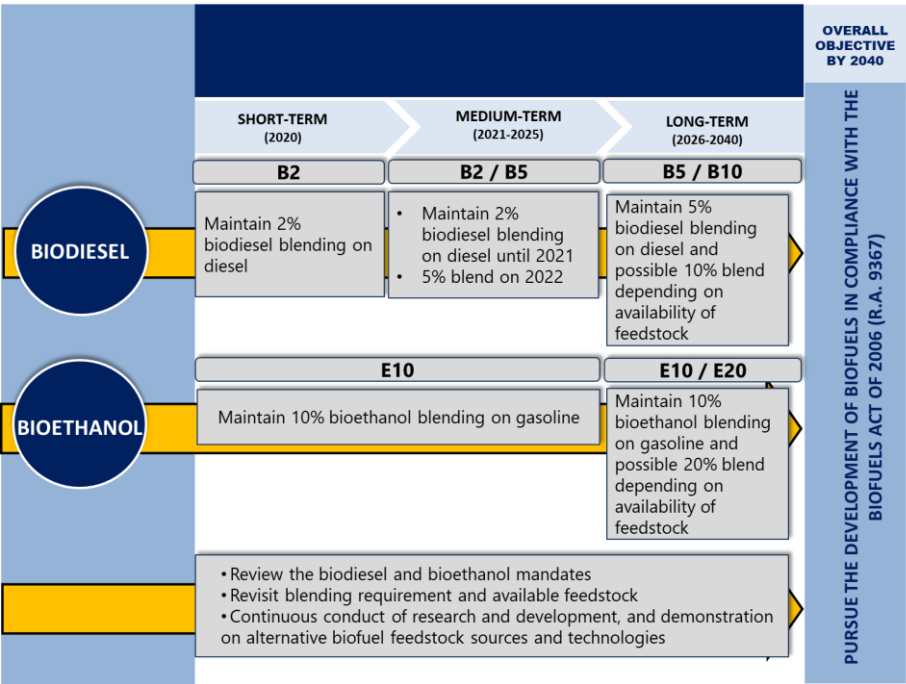 OVERALL
OBJECTIVE
BY 2040
SHORT-TERM
(2020)
MEDIUM-TERM
(2021-2025)
LONG-TERM
(2026-2040)
B2
B2 / B5
B5 / B10
BIODIESEL
Maintain 2%
biodiesel blending on
diesel
• Maintain 2%
biodiesel blending
on diesel until 2021
• 5% blend on 2022
Maintain 5%
biodiesel blending
on diesel and
possible 10% blend
depending on
availability of
feedstock
E10
E10 / E20
BIOETHANOL
Maintain 10% bioethanol blending on gasoline
Maintain 10%
bioethanol blending
on gasoline and
possible 20% blend
depending on
availability of
feedstock
• Review the biodiesel and bioethanol mandates
• Revisit blending requirement and available feedstock
• Continuous conduct of research and development, and demonstration
on alternative biofuel feedstock sources and technologies
PURSUE THE DEVELOPMENT OF BIOFUELS IN COMPLIANCE WITH THE
BIOFUELS ACT OF 2006 (R.A. 9367)